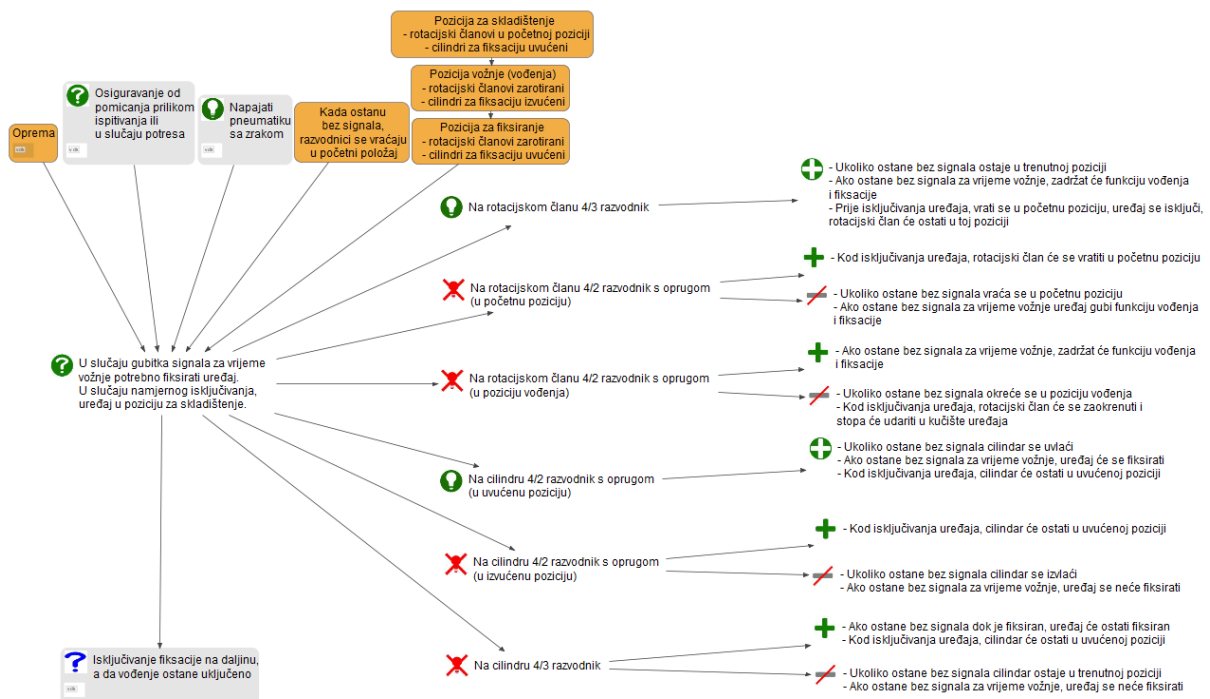 Pozicija za skladištenje
- rotacijski članovi u početnoj poziciji
- cilindri za fiksaciju uvučeni
Pozicija vožnje (vođenja)
- rotacijski članovi zarotirani
- cilindri za fiksaciju izvučeni
Pozicija za fiksiranje
- rotacijski članovi zarotirani
- cilindri za fiksaciju uvučeni
Oprema
Osiguravanje od
pomicanja prilikom
ispitivanja ili
u slučaju potresa
Napajati
pneumatiku
sa zrakom
Kada ostanu
bez signala,
razvodnici se vraćaju
u početni položaj
U slučaju gubitka signala za vrijeme
vožnje potrebno fiksirati uređaj.
U slučaju namjernog isključivanja,
uređaj u poziciju za skladištenje.
Na rotacijskom članu 4/3 razvodnik
- Ukoliko ostane bez signala ostaje u trenutnoj poziciji
- Ako ostane bez signala za vrijeme vožnje, zadržat će funkciju vođenja
i fiksacije
- Prije isključivanja uređaja, vrati se u početnu poziciju, uređaj se isključi,
rotacijski član će ostati u toj poziciji
Na rotacijskom članu 4/2 razvodnik s oprugom
(u početnu poziciju)
- Kod isključivanja uređaja, rotacijski član će se vratiti u početnu poziciju
- Ukoliko ostane bez signala vraća se u početnu poziciju
- Ako ostane bez signala za vrijeme vožnje uređaj gubi funkciju vođenja
i fiksacije
Na rotacijskom članu 4/2 razvodnik s oprugom
(u poziciju vođenja)
- Ako ostane bez signala za vrijeme vožnje, zadržat će funkciju vođenja
i fiksacije
- Ukoliko ostane bez signala okreće se u poziciju vođenja
- Kod isključivanja uređaja, rotacijski član će se zaokrenuti i
stopa će udariti u kučište uređaja
Na cilindru 4/2 razvodnik s oprugom
(u uvučenu poziciju)
- Ukoliko ostane bez signala cilindar se uvlaći
- Ako ostane bez signala za vrijeme vožnje, uređaj će se fiksirati
- Kod isključivanja uređaja, cilindar će ostati u uvučenoj poziciji
Na cilindru 4/2 razvodnik s oprugom
(u izvučenu poziciju)
- Kod isključivanja uređaja, cilindar će ostati u uvučenoj poziciji
- Ukoliko ostane bez signala cilindar se izvlaći
- Ako ostane bez signala za vrijeme vožnje, uređaj se neće fiksirati
Na cilindru 4/3 razvodnik
- Ako ostane bez signala dok je fiksiran, uređaj će ostati fiksiran
- Kod isključivanja uređaja, cilindar će ostati u uvučenoj poziciji
- Ukoliko ostane bez signala cilindar ostaje u trenutnoj poziciji
- Ako ostane bez signala za vrijeme vožnje, uređaj se neće fiksirati
Isključivanje fiksacije na daljinu,
a da vođenje ostane uključeno